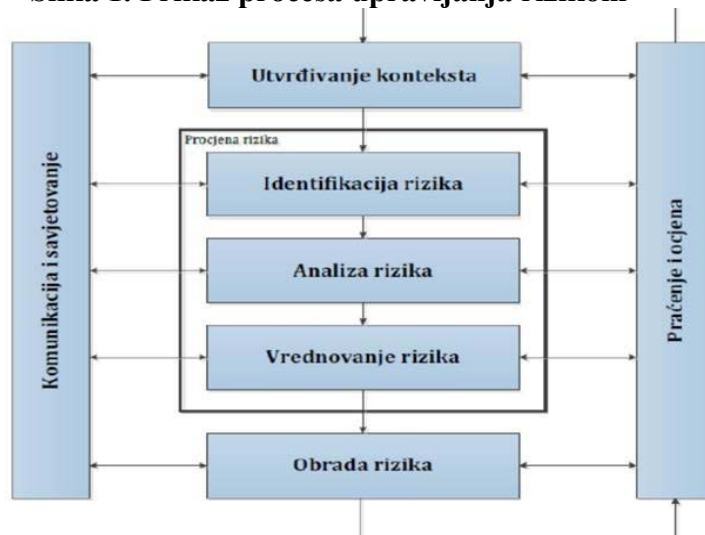 Utvrđivanje konteksta
Procjena rizika
Identifikacija rizika
Analiza rizika
Vrednovanje rizika
Obrada rizika
Komunikacija i savjetovanje
Praćenje i ocjena